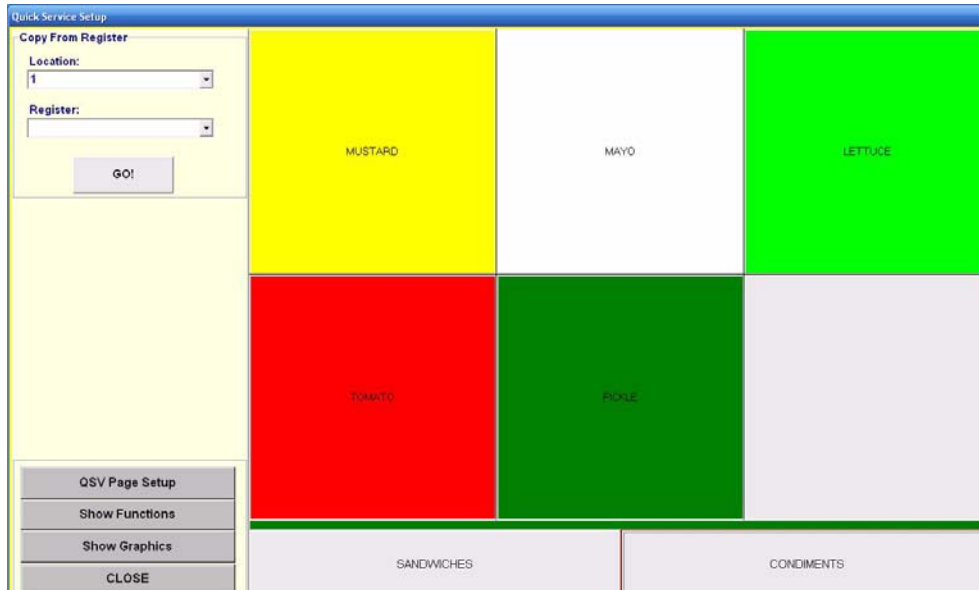 Quick Service Setup
Copy From Register
Location:
1
Register:
GO!
MUSTARD
MAYO
LETTUCE
TOMATO
PICKLE
QSV Page Setup
Show Functions
Show Graphics
CLOSE
SANDWICHES
CONDIMENTS